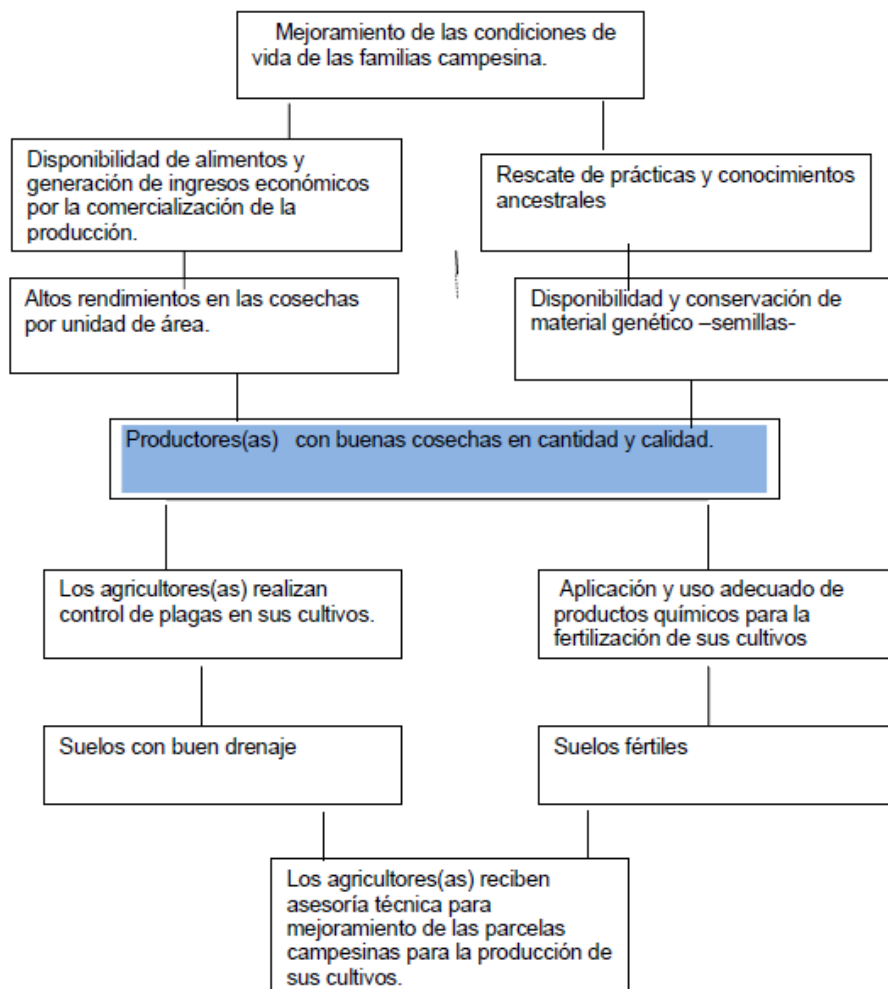 Mejoramiento de las condiciones de
vida de las familias campesina.
Disponibilidad de alimentos y
generación de ingresos económicos
por la comercialización de la
producción.
Rescate de prácticas y conocimientos
ancestrales
Altos rendimientos en las cosechas
por unidad de área.
Disponibilidad y conservación de
material genético –semillas-
Productores(as) con buenas cosechas en cantidad y calidad.
Los agricultores(as) realizan
control de plagas en sus cultivos.
Aplicación y uso adecuado de
productos químicos para la
fertilización de sus cultivos
Suelos con buen drenaje
Suelos fértiles
Los agricultores(as) reciben
asesoría técnica para
mejoramiento de las parcelas
campesinas para la producción de
sus cultivos.